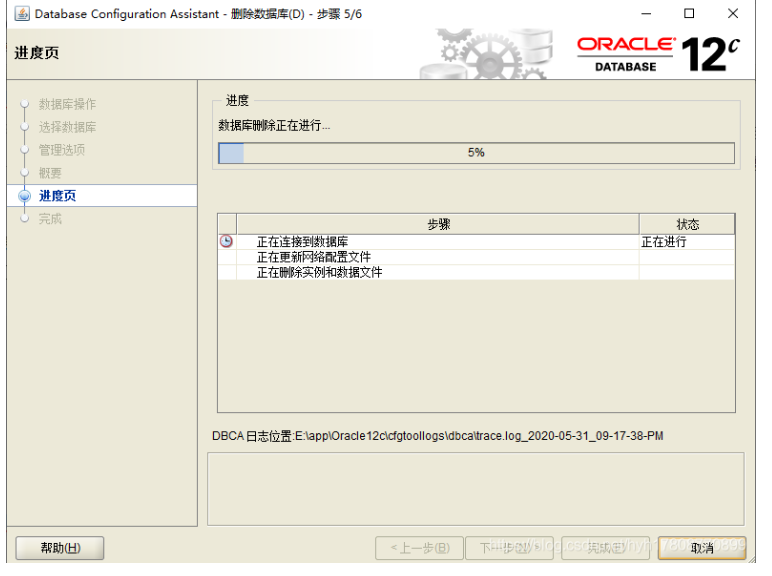 Database Configuration Assistant - 删除数据库(D) - 步骤 5/6
进度页
ORACLE
DATABASE
12c
数据库操作
选择数据库
管理选项
概要
进度页
完成
进度
数据库删除正在进行...
5%
步骤 状态
正在连接到数据库 正在进行
正在更新网络配置文件
正在删除实例和数据文件
DBCA 日志位置:E:\app\Oracle12c\cfgtoollogs\dbca\trace.log_2020-05-31_09-17-38-PM
帮助(H) <上一步(B) 下一步(N)> 完成(F) 取消